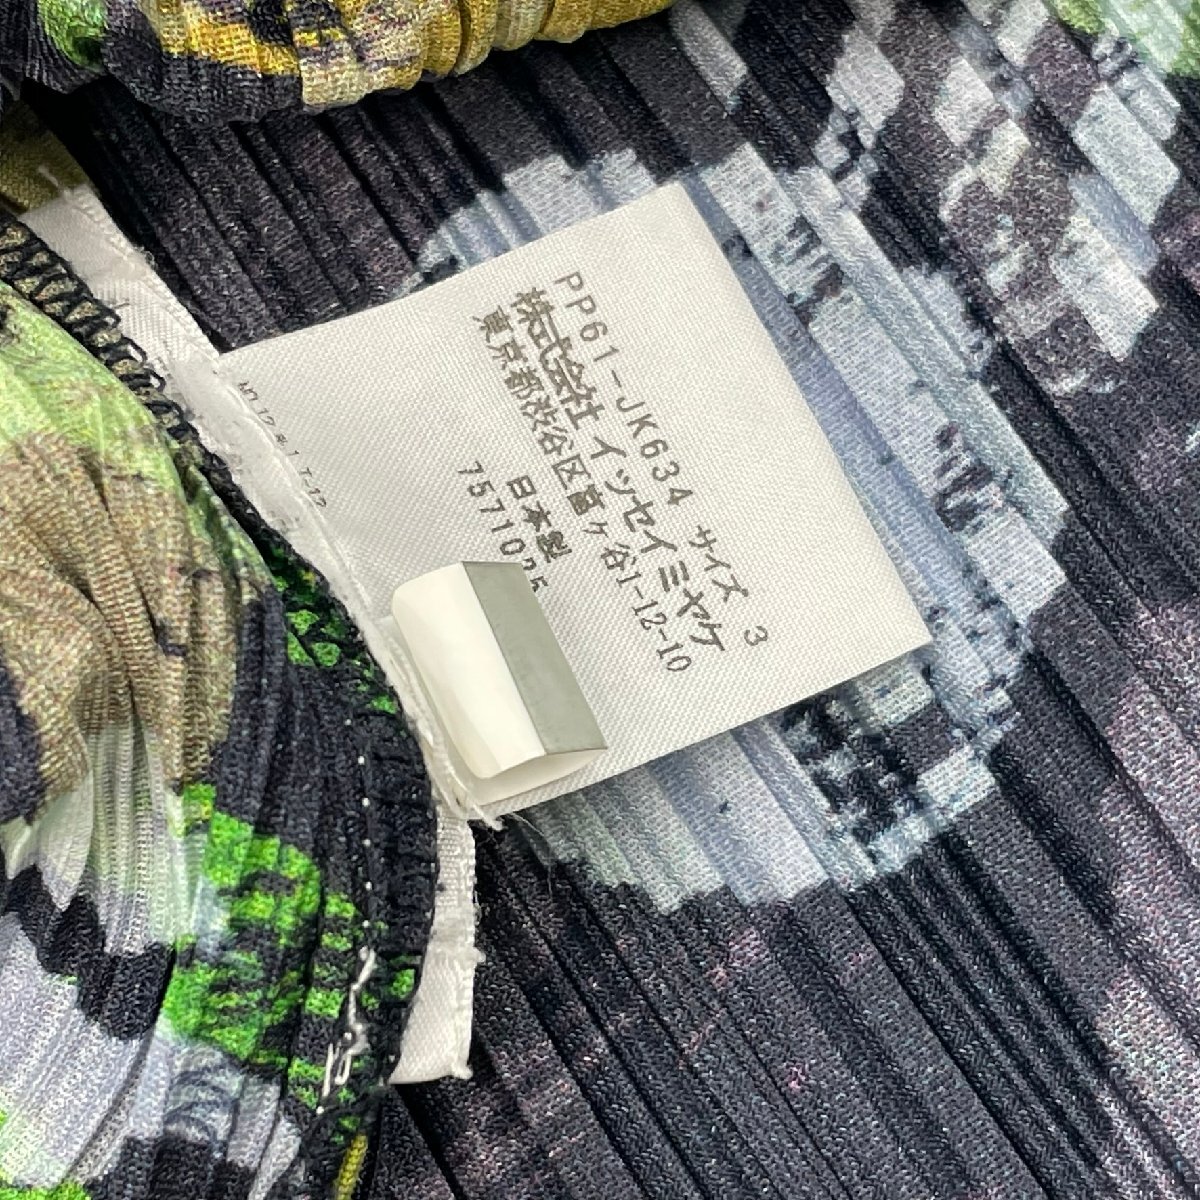 PP61-JK634 サイズ 3
株式会社 イッセイミヤケ
東京都渋谷区富ヶ谷1-12-10
日本製